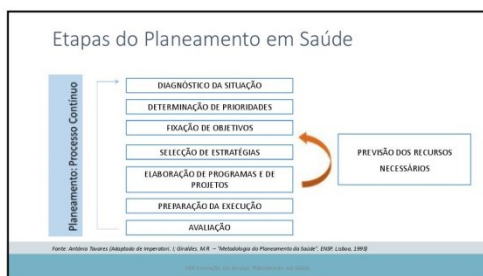 Etapas do Planeamento em Saúde
Planeamento: Processo Contínuo
DIAGNÓSTICO DA SITUAÇÃO
DETERMINAÇÃO DE PRIORIDADES
FIXAÇÃO DE OBJETIVOS
SELECÇÃO DE ESTRATÉGIAS
ELABORAÇÃO DE PROGRAMAS E DE
PROJETOS
PREPARAÇÃO DA EXECUÇÃO
AVALIAÇÃO
PREVISÃO DOS RECURSOS
NECESSÁRIOS
Fonte: António Tavares (Adaptado de Imperatori, I; Giraldes, M.R. – "Metodologia do Planeamento da Saúde", ENSP, Lisboa, 1993)